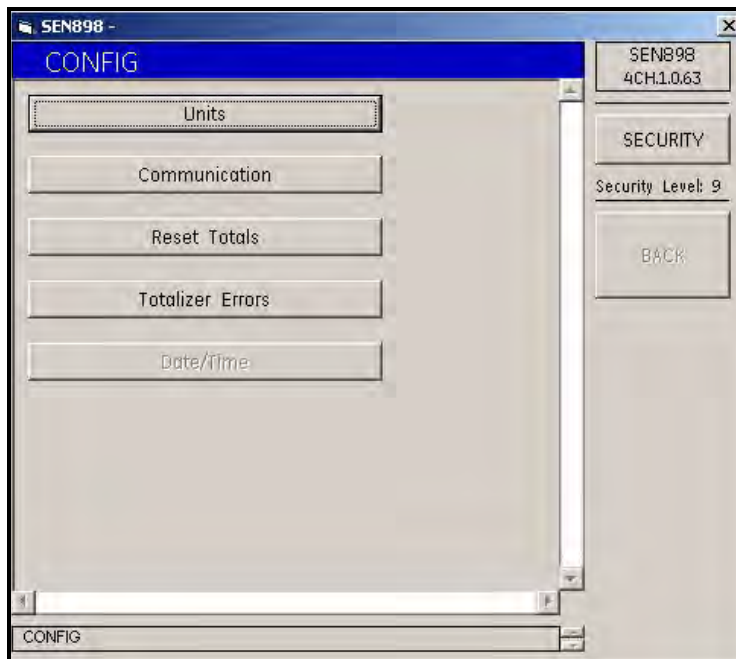 SEN898 -
CONFIG
Units
Communication
Reset Totals
Totalizer Errors
Date/Time
SEN898
4CH.1.0.63
SECURITY
Security Level: 9
BACK
CONFIG